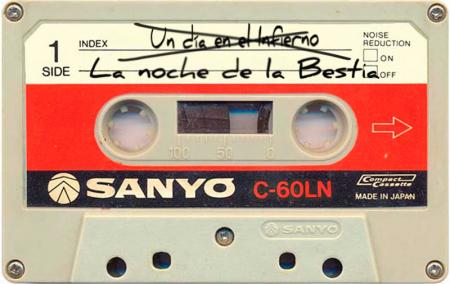 Un día en el Infierno
1 INDEX
NOISE
REDUCTION
ON
SIDE La noche de la Bestia OFF
100 50 0
SANYO C-60LN
Compact
Cassette
MADE IN JAPAN
SANYO